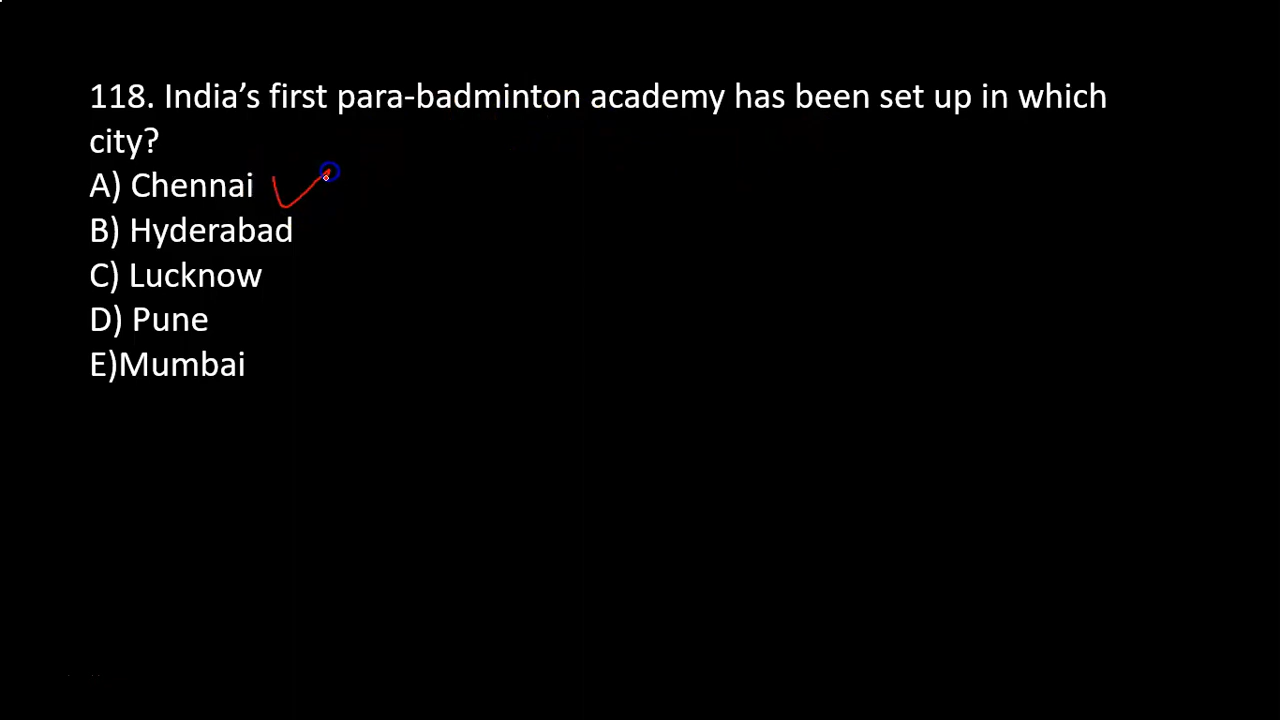 118. India’s first para-badminton academy has been set up in which
city?
A) Chennai
B) Hyderabad
C) Lucknow
D) Pune
E)Mumbai